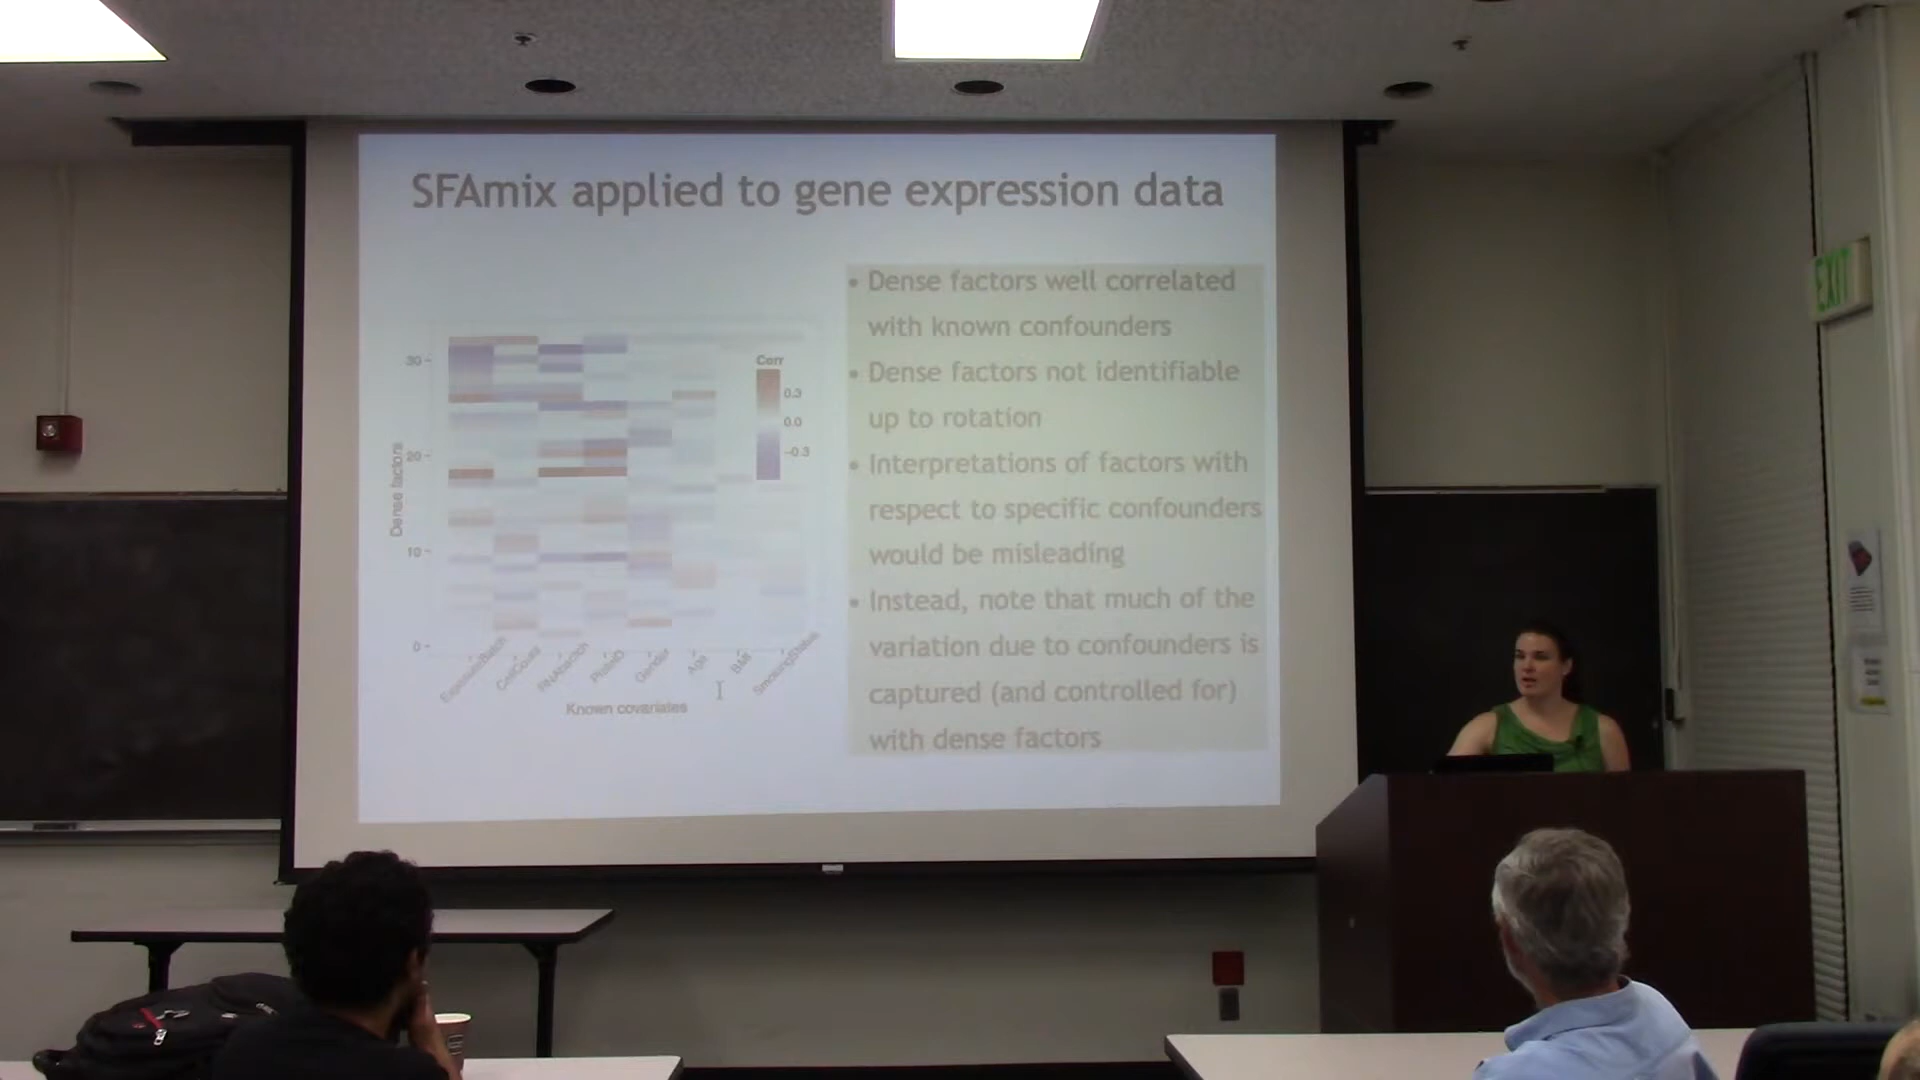 SFAmix applied to gene expression data
• Dense factors well correlated
with known confounders
• Dense factors not identifiable
up to rotation
• Interpretations of factors with
respect to specific confounders
would be misleading
• Instead, note that much of the
variation due to confounders is
captured (and controlled for)
with dense factors
Corr
0.3
0.0
-0.3
30
20
10
0
Dense factors
Gender
Age
BMI
SmokingStatus
Known covariates
EXIT